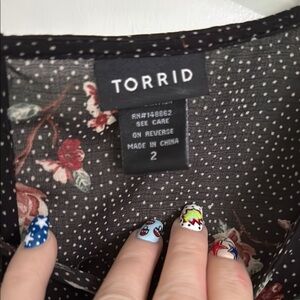 TORRID
RN#148862
SEE CARE
ON REVERSE
MADE IN CHINA
2